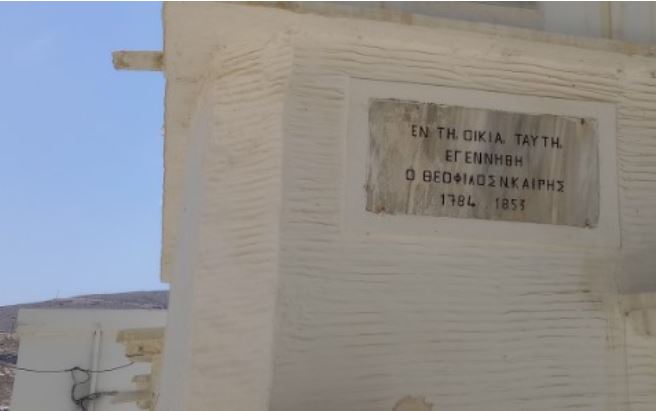 ΕΝ ΤΗ. ΟΙΚΙΑ. ΤΑΥΤΗ.
ΕΓΕΝΝΗΘΗ
Ο ΘΕΟΦΙΛΟΣ Ν. ΚΑΙΡΗΣ
1784 . 1853